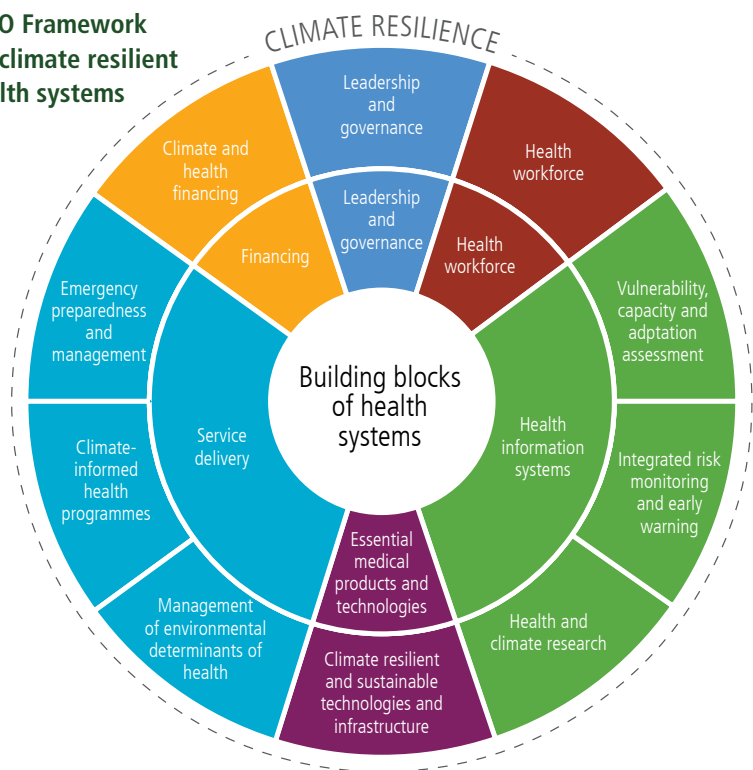 O Framework
climate resilient
lth systems
CLIMATE RESILIENCE
Leadership
and
governance
Health
workforce
Vulnerability,
capacity and
adptation
assessment
Integrated risk
monitoring
and early
warning
Health and
climate research
Climate resilient
and sustainable
technologies and
infrastructure
Management
of environmental
determinants of
health
Climate-
informed
health
programmes
Emergency
preparedness
and
management
Climate and
health
financing
Leadership
and
governance
Health
workforce
Health
information
systems
Essential
medical
products and
technologies
Service
delivery
Financing
Building blocks
of health
systems